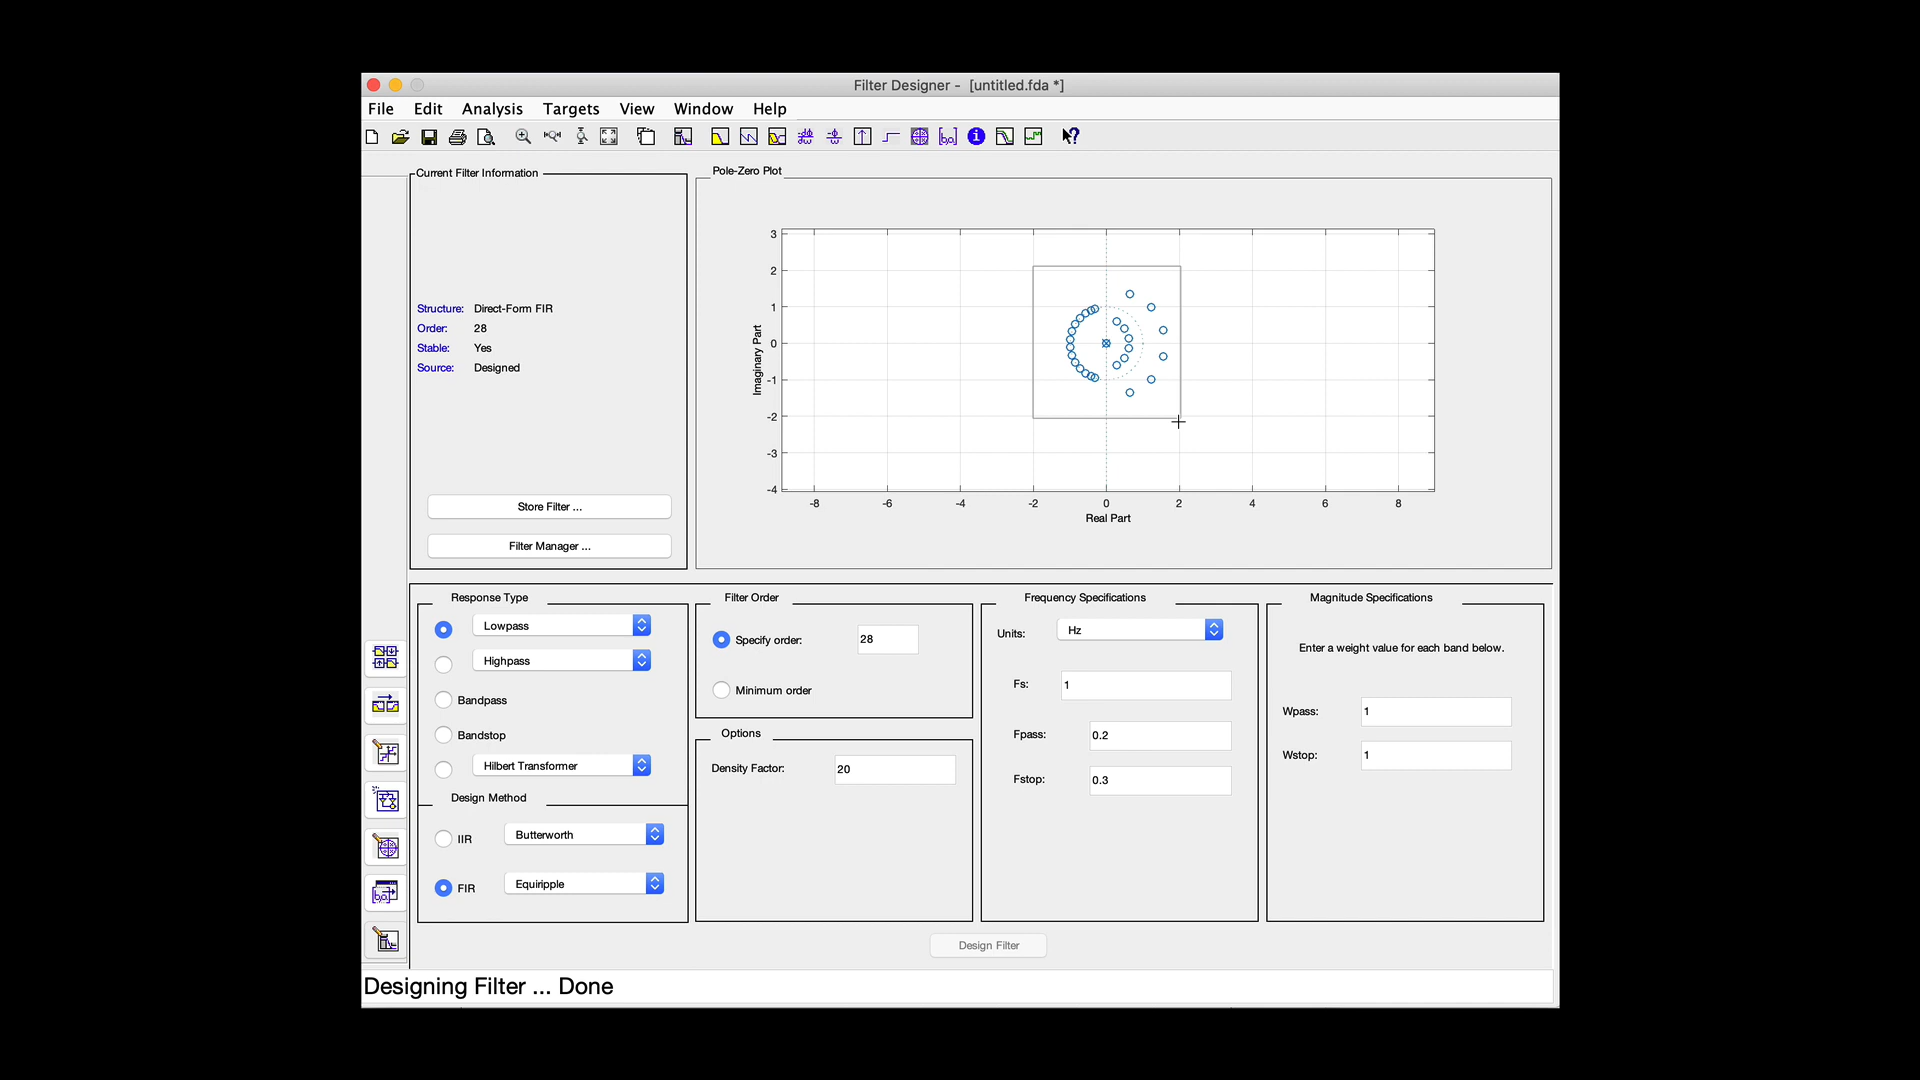 Filter Designer - [untitled.fda *]
File Edit Analysis Targets View Window Help
Current Filter Information
Structure: Direct-Form FIR
Order: 28
Stable: Yes
Source: Designed
Store Filter ...
Filter Manager ...
Pole-Zero Plot
3
2
1
0
-1
-2
-3
-4
Imaginary Part
-8 -6 -4 -2 0 2 4 6 8
Real Part
Response Type
Lowpass
Highpass
Bandpass
Bandstop
Hilbert Transformer
Design Method
IIR Butterworth
FIR Equiripple
Filter Order
Specify order: 28
Minimum order
Options
Density Factor: 20
Frequency Specifications
Units: Hz
Fs: 1
Fpass: 0.2
Fstop: 0.3
Magnitude Specifications
Enter a weight value for each band below.
Wpass: 1
Wstop: 1
Design Filter
Designing Filter ... Done